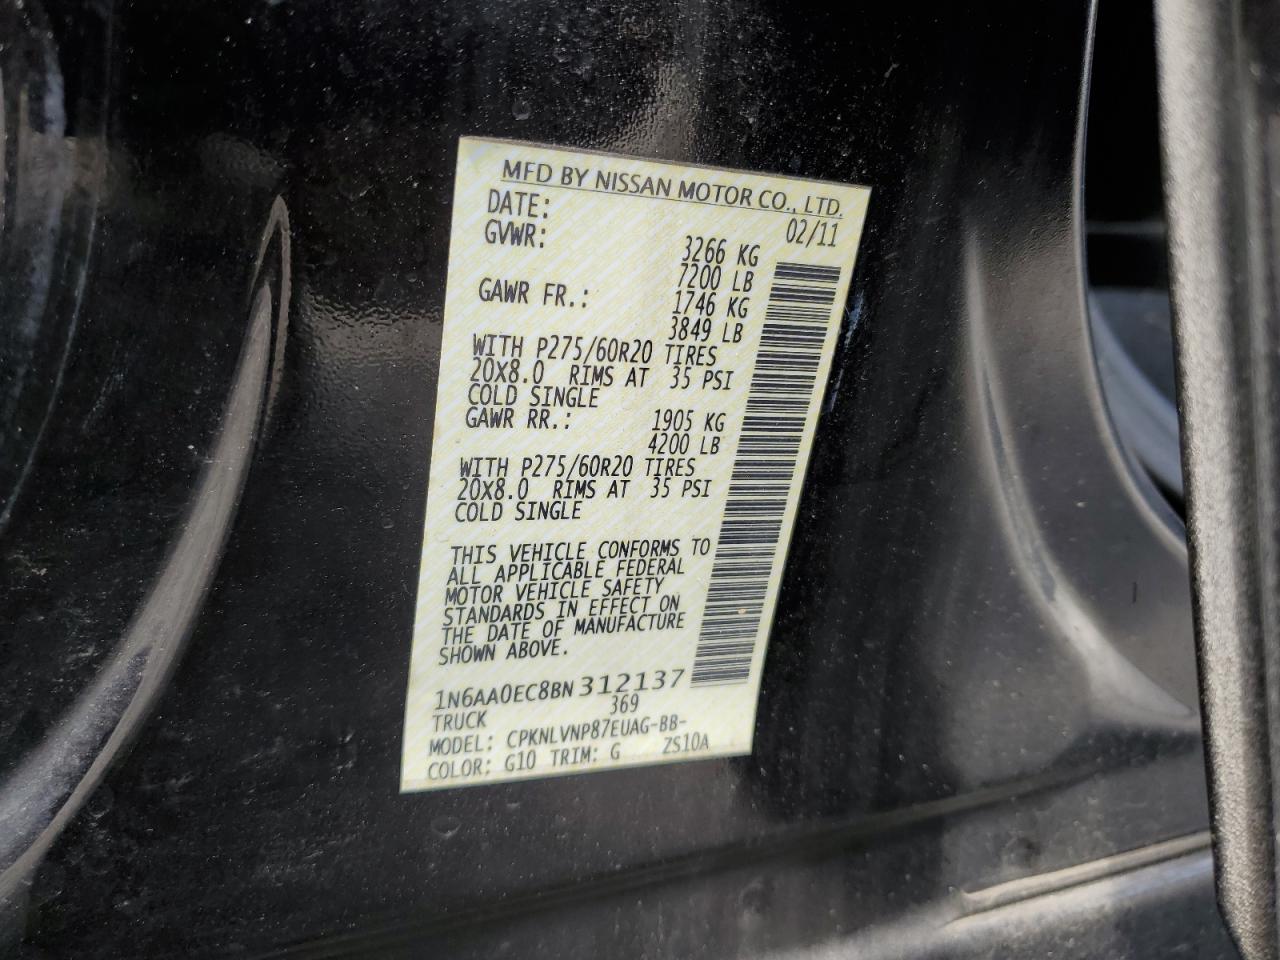 MFD BY NISSAN MOTOR CO., LTD.
DATE: 02/11
GVWR: 3266 KG
7200 LB
GAWR FR.: 1746 KG
3849 LB
WITH P275/60R20 TIRES
20X8.0 RIMS AT 35 PSI
COLD SINGLE
GAWR RR.: 1905 KG
4200 LB
WITH P275/60R20 TIRES
20X8.0 RIMS AT 35 PSI
COLD SINGLE
THIS VEHICLE CONFORMS TO
ALL APPLICABLE FEDERAL
MOTOR VEHICLE SAFETY
STANDARDS IN EFFECT ON
THE DATE OF MANUFACTURE
SHOWN ABOVE.
1N6AA0EC8BN312137
TRUCK 369
MODEL: CPKNLVNP87EUAG-BB-
COLOR: G10 TRIM: G ZS10A